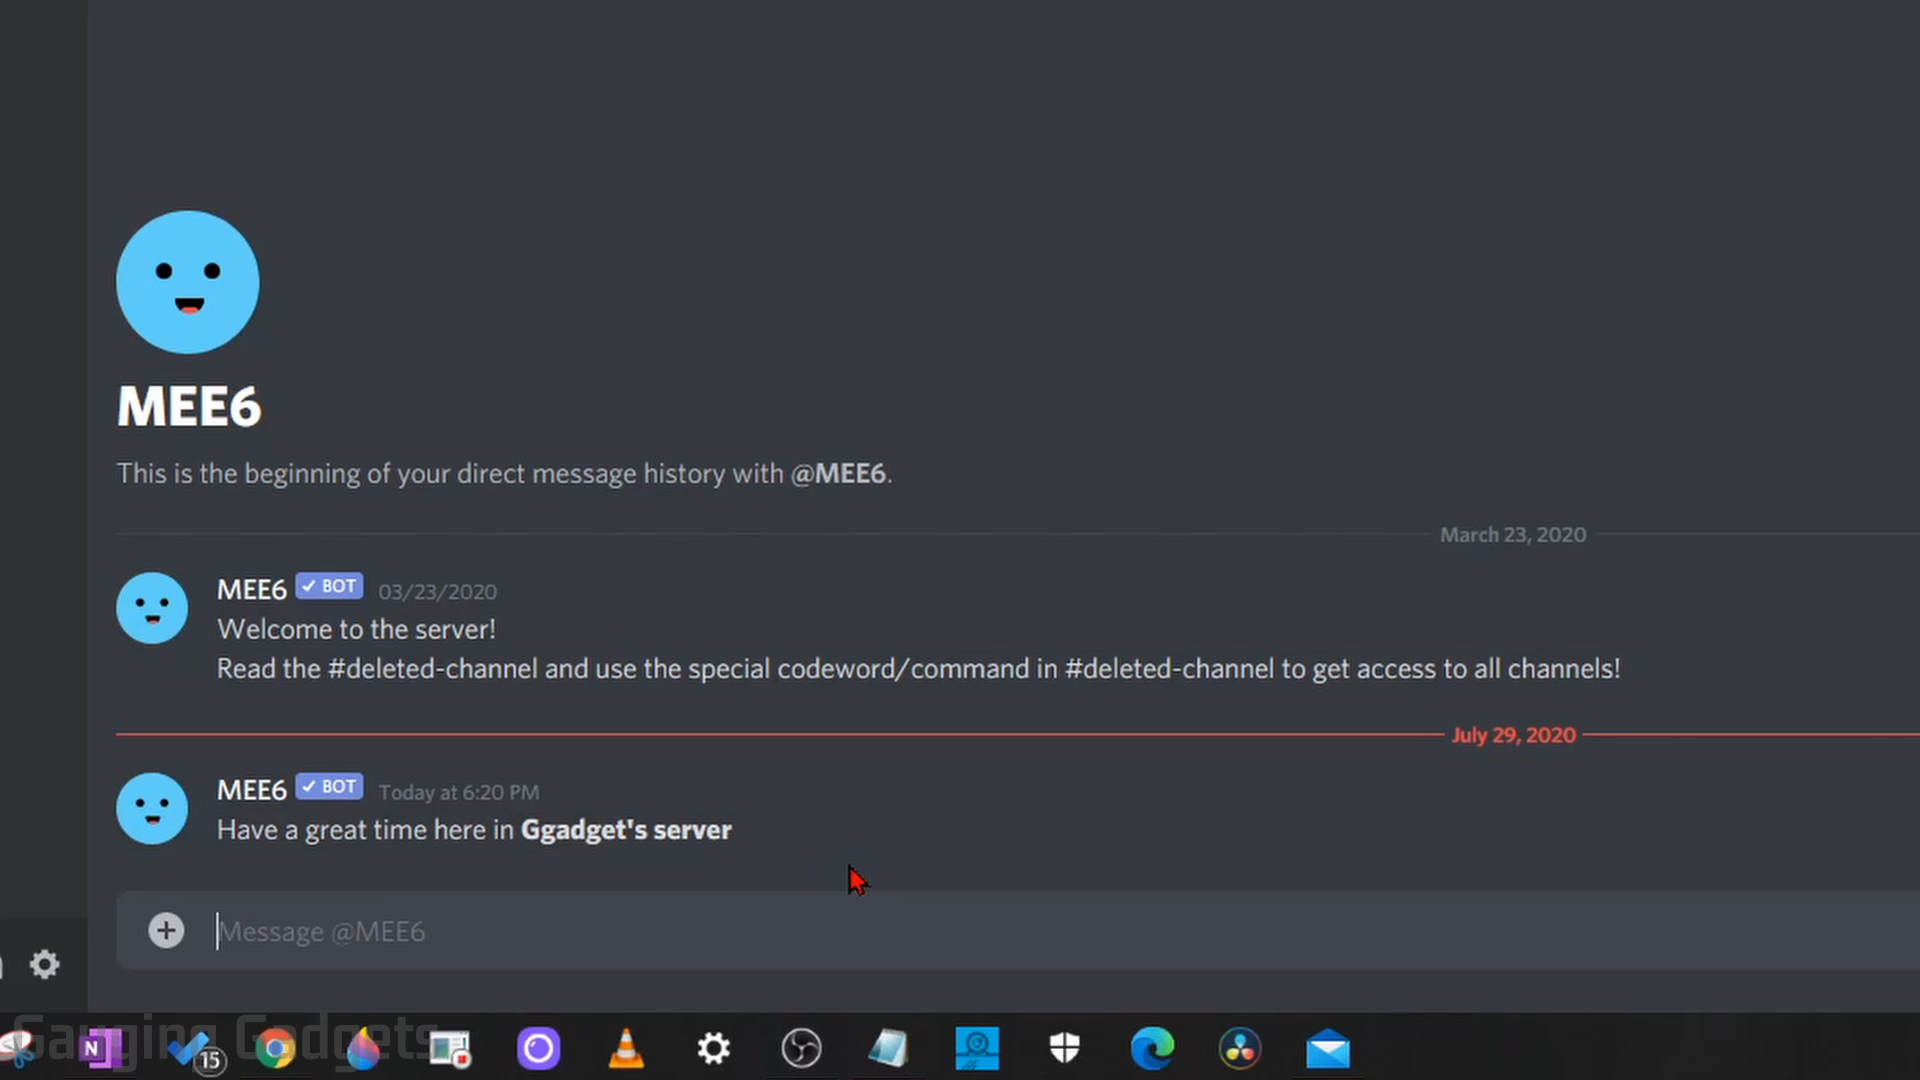 MEE6
This is the beginning of your direct message history with @MEE6.
March 23, 2020
MEE6 ✓ BOT 03/23/2020
Welcome to the server!
Read the #deleted-channel and use the special codeword/command in #deleted-channel to get access to all channels!
July 29, 2020
MEE6 ✓ BOT Today at 6:20 PM
Have a great time here in Ggadget's server
Message @MEE6
Gauging Gadgets
N
15